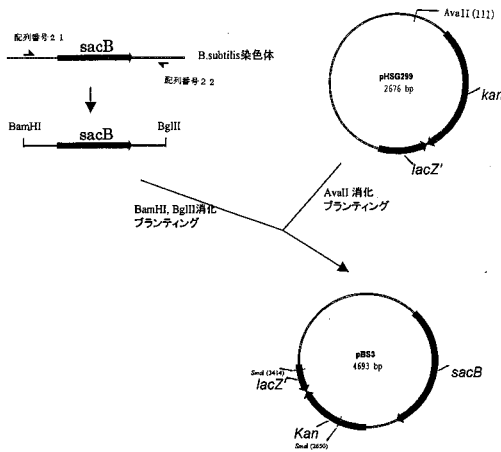 配列番号21
sacB
B.subtilis染色体
配列番号22
BamHI
sacB
BglII
AvaII (111)
pHSG299
2676 bp
kan
lacZ'
BamHI, BglII消化
ブランティング
AvaII 消化
ブランティング
pBS3
4693 bp
SmaI (3414)
lacZ'
sacB
Kan
SmaI (2650)